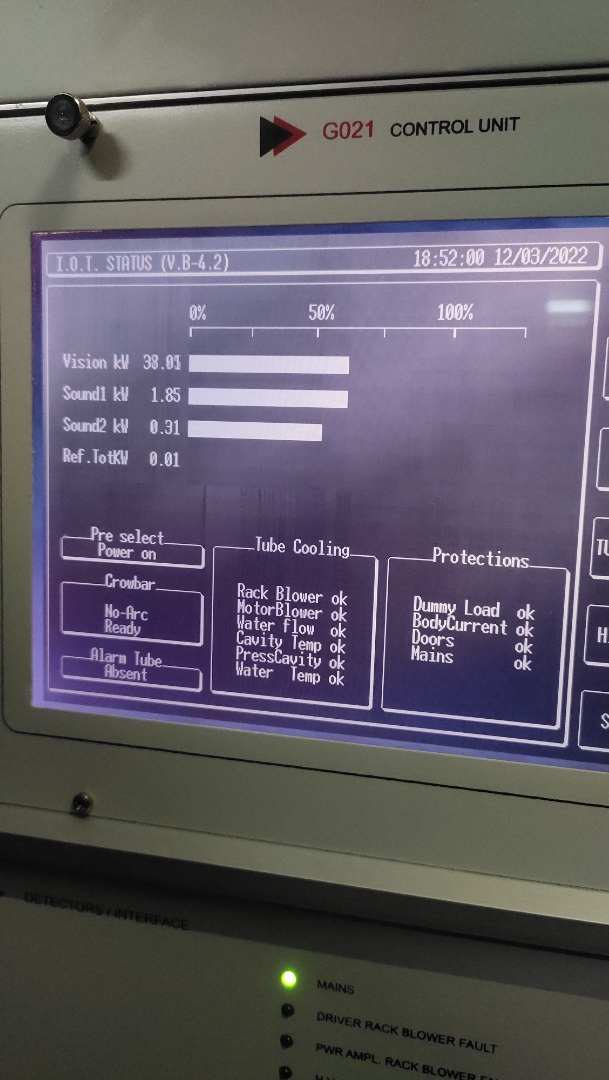 G021 CONTROL UNIT
I.O.T. STATUS (V.B-4.2) 18:52:00 12/03/2022
0% 50% 100%
Vision kW 38.01
Sound1 kW 1.85
Sound2 kW 0.31
Ref.TotKW 0.01
Pre select
Power on
Crowbar
No-Arc
Ready
Alarm Tube
Absent
Tube Cooling
Rack Blower ok
MotorBlower ok
Water flow ok
Cavity Temp ok
PressCavity ok
Water Temp ok
Protections
Dummy Load ok
BodyCurrent ok
Doors ok
Mains ok
DETECTORS / INTERFACE
MAINS
DRIVER RACK BLOWER FAULT
PWR AMPL. RACK BLOWER